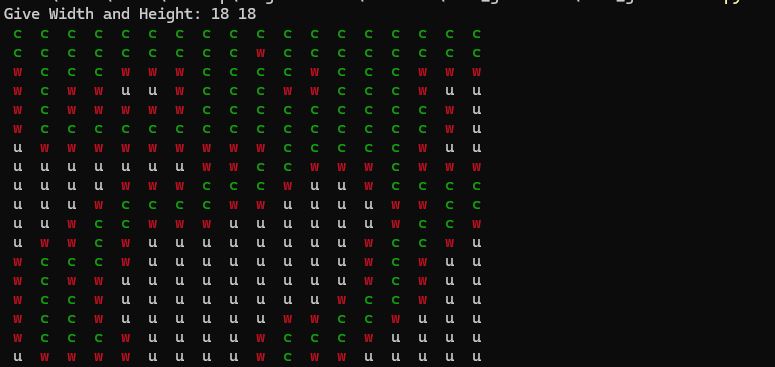 Give Width and Height: 18 18
c c c c c c c c c c c c c c c c c c
c c c c c c c c c w c c c c c c c c
w c c c w w w c c c c w c c c w w w
w c w w u u w c c c w w c c c w u u
w c w w w w w c c c c c c c c c w u
w c c c c c c c c c c c c c c c w u
u w w w w w w w w w c c c c c w u u
u u u u u u u w w c c w w w c w w w
u u u u w w w c c c w u u w c c c c
u u u w c c c c w w u u u u w w c c
u u w c c w w w u u u u u u w c c w
u w w c w u u u u u u u u w c c w u
w c c c w u u u u u u u u w c w u u
w c w w u u u u u u u u u w c w u u
w c c w u u u u u u u u w c c w u u
w c c w u u u u u u w w c c w u u u
w c c c w u u u u w c c c w u u u u
u w w w w u u u u w c w w u u u u u